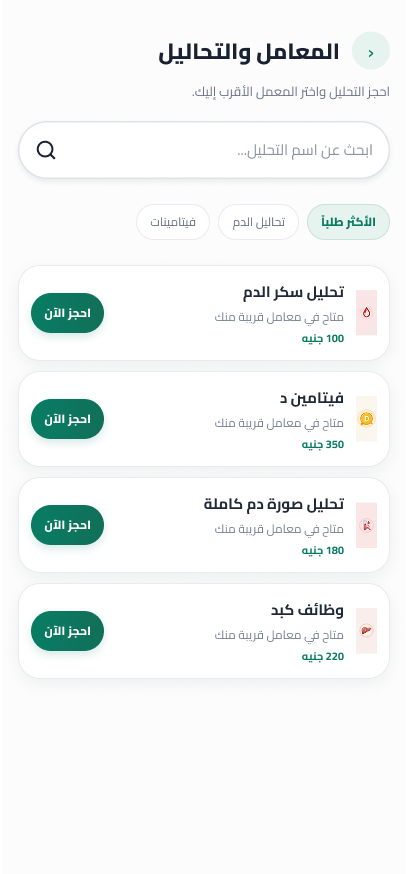 المعامل والتحاليل
احجز التحليل واختر المعمل الأقرب إليك.
ابحث عن اسم التحليل...
الأكثر طلباً
تحاليل الدم
فيتامينات
تحليل سكر الدم
متاح في معامل قريبة منك
100 جنيه
احجز الآن
فيتامين د
متاح في معامل قريبة منك
350 جنيه
احجز الآن
تحليل صورة دم كاملة
متاح في معامل قريبة منك
180 جنيه
احجز الآن
وظائف كبد
متاح في معامل قريبة منك
220 جنيه
احجز الآن